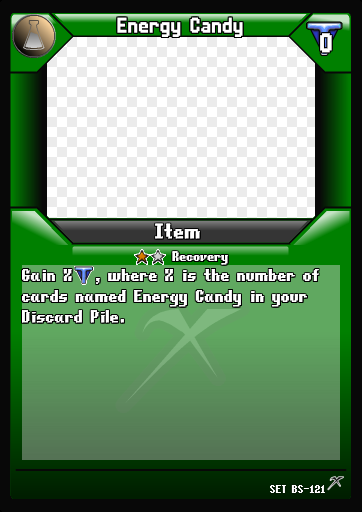 Energy Candy
0
Item
Recovery
Gain X , where X is the number of
cards named Energy Candy in your
Discard Pile.
SET BS-121